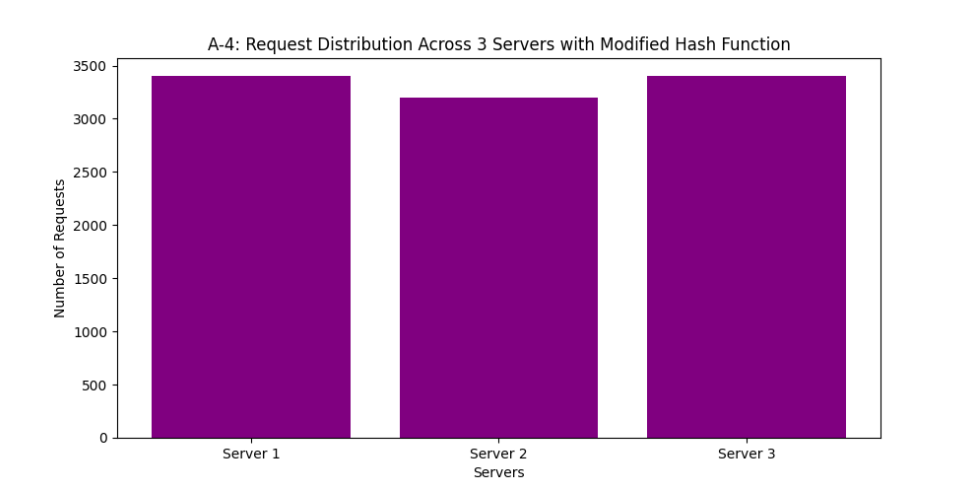 A-4: Request Distribution Across 3 Servers with Modified Hash Function
3500
3000
2500
2000
1500
1000
500
0
Number of Requests
Server 1
Server 2
Server 3
Servers